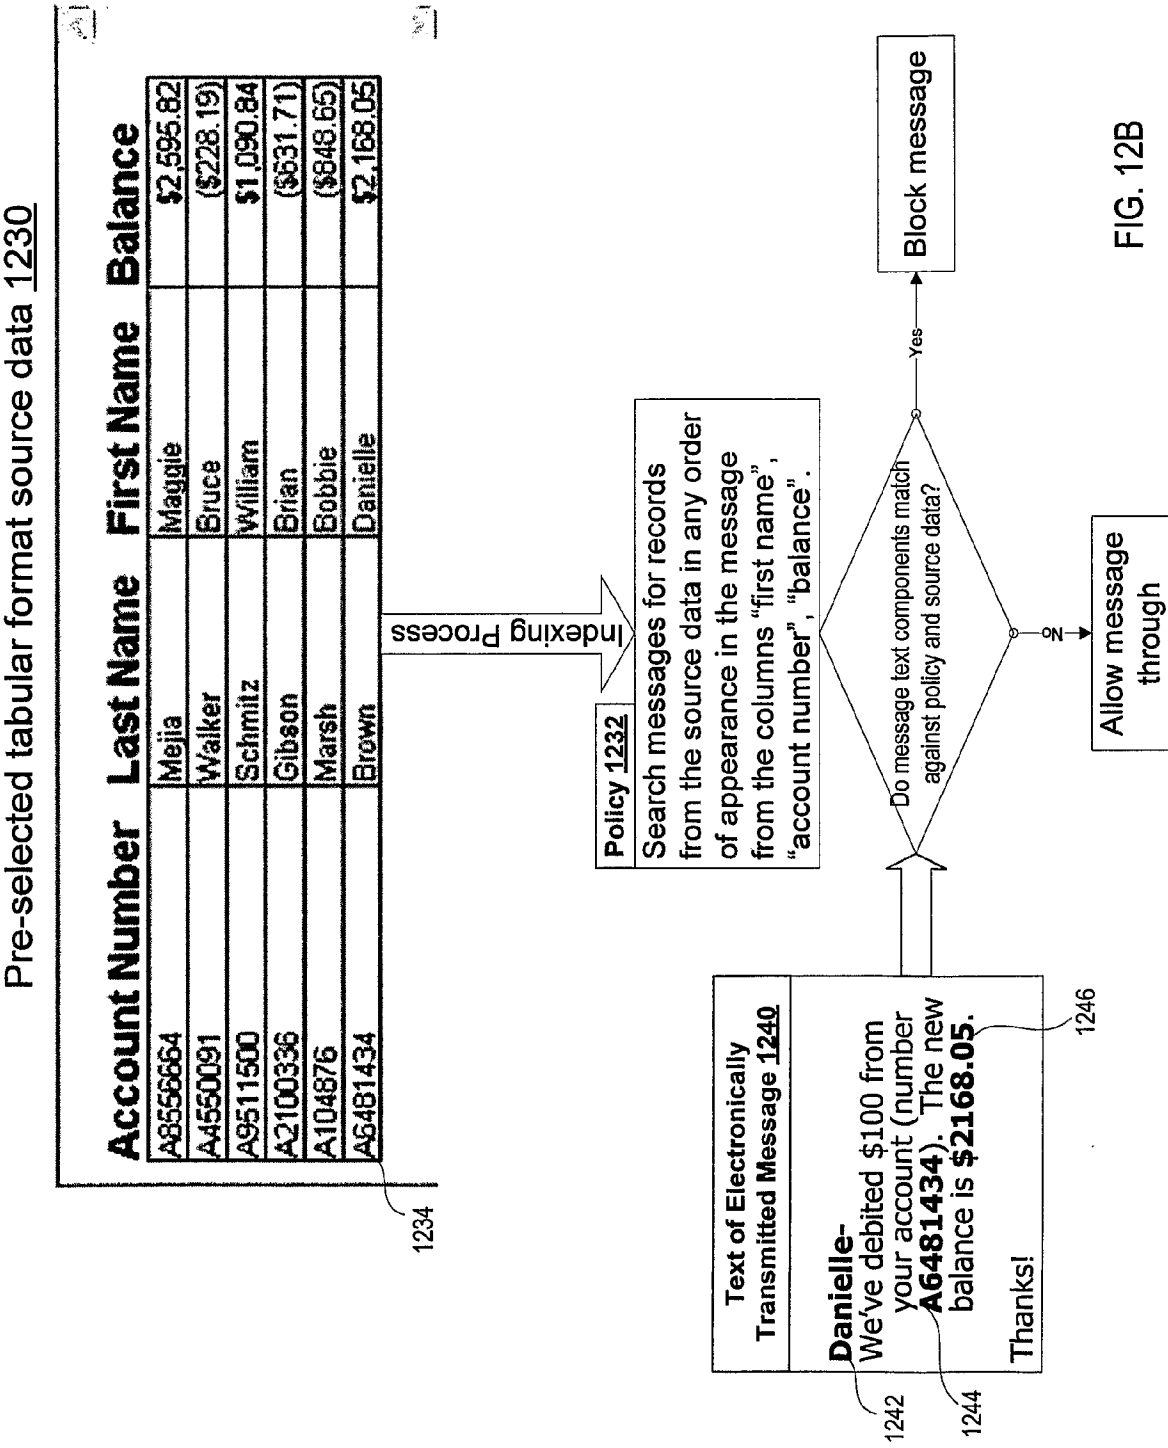 Pre-selected tabular format source data 1230
Account Number Last Name First Name Balance
A8556664 Mejia Maggie $2,595.82
A4550091 Walker Bruce ($228.19)
A9511500 Schmitz William $1,090.84
A2100336 Gibson Brian ($631.71)
A104876 Marsh Bobbie ($848.65)
A6481434 Brown Danielle $2,168.05
1234
Indexing Process
Policy 1232
Search messages for records
from the source data in any order
of appearance in the message
from the columns “first name”,
“account number”, “balance”.
Text of Electronically
Transmitted Message 1240
Danielle-
We've debited $100 from
your account (number
A6481434). The new
balance is $2168.05.
Thanks!
1242
1244
1246
Do message text components match
against policy and source data?
Yes
Block message
No
Allow message
through
FIG. 12B